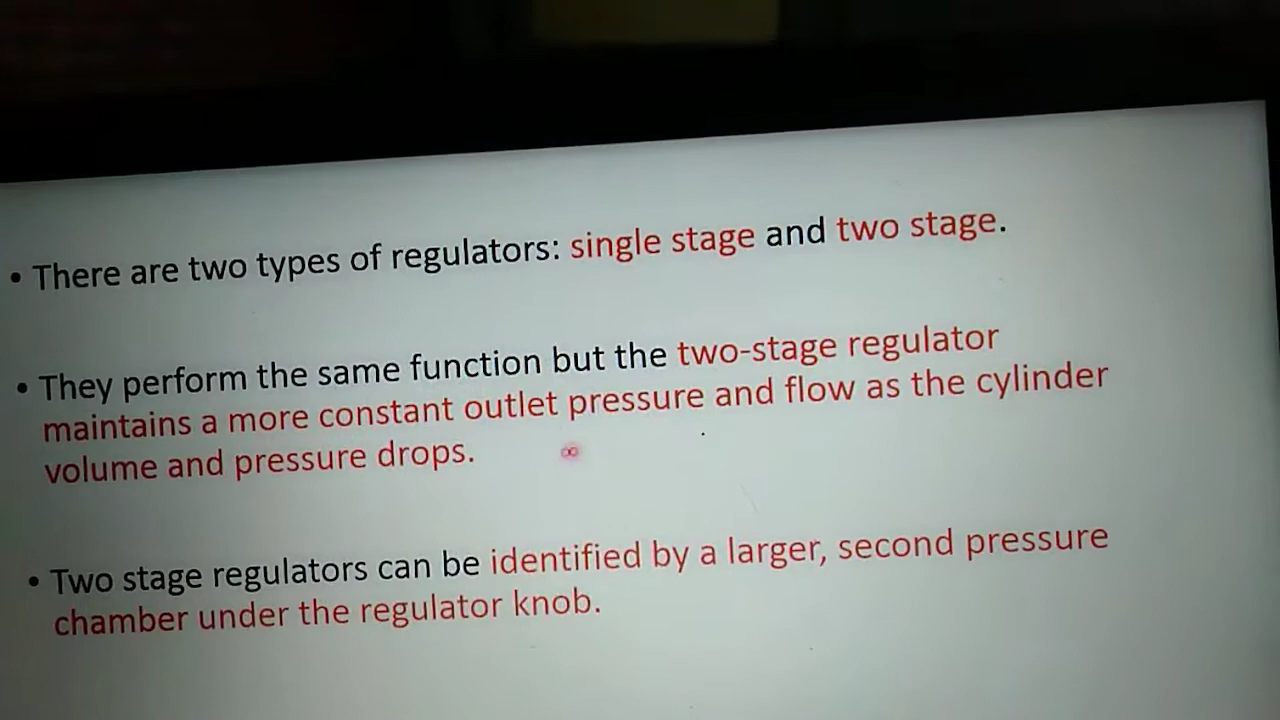 • There are two types of regulators: single stage and two stage.
• They perform the same function but the two-stage regulator
maintains a more constant outlet pressure and flow as the cylinder
volume and pressure drops.
• Two stage regulators can be identified by a larger, second pressure
chamber under the regulator knob.